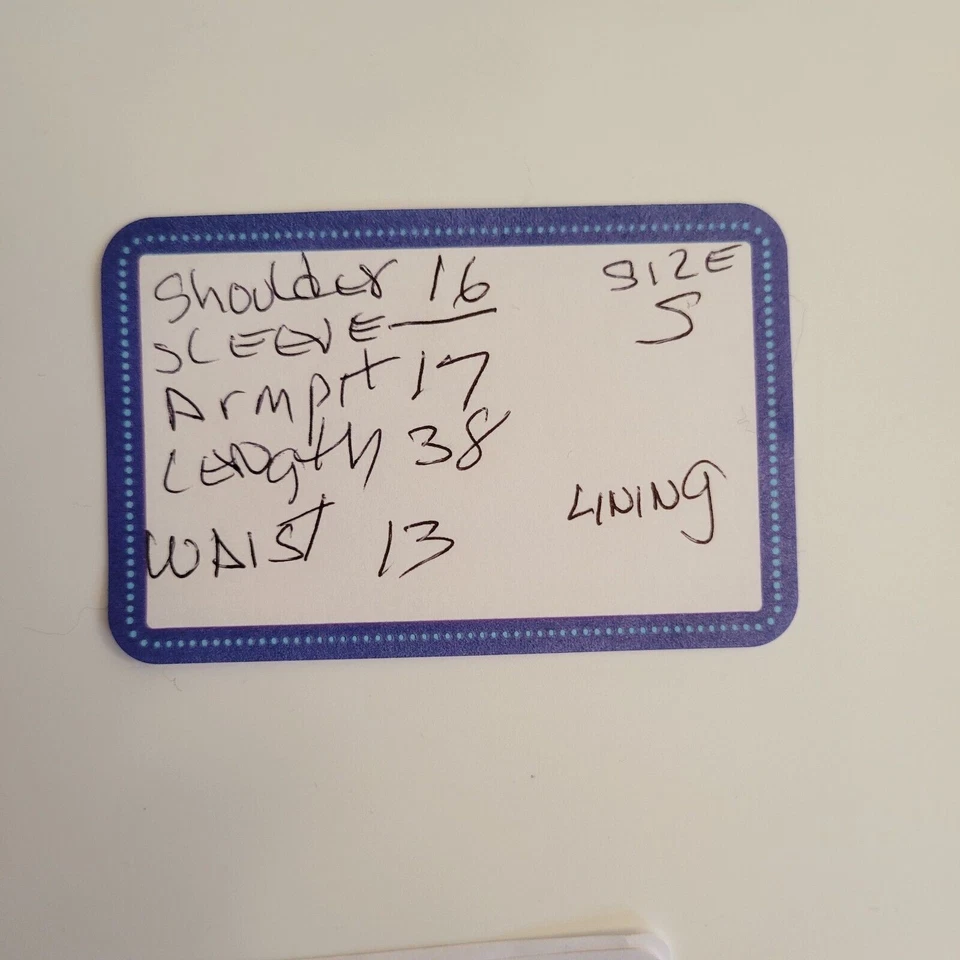 Shoulder 16
SLEEVE —
Armpit 17
LENgth 38
WAIST 13
SIZE
S
LINING